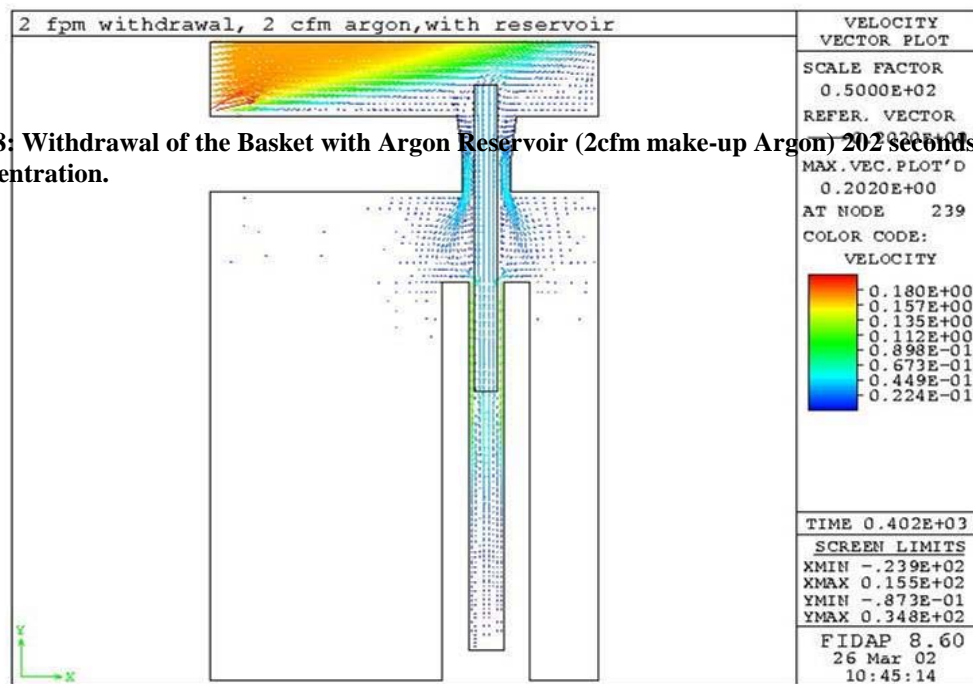 2 fpm withdrawal, 2 cfm argon,with reservoir
8: Withdrawal of the Basket with Argon Reservoir (2cfm make-up Argon) 202 seconds
entration.
VELOCITY
VECTOR PLOT
SCALE FACTOR
0.5000E+02
REFER. VECTOR
0.2020E+00
MAX.VEC.PLOT'D
0.2020E+00
AT NODE 239
COLOR CODE:
VELOCITY
0.180E+00
0.157E+00
0.135E+00
0.112E+00
0.898E-01
0.673E-01
0.449E-01
0.224E-01
TIME 0.402E+03
SCREEN LIMITS
XMIN -.239E+02
XMAX 0.155E+02
YMIN -.873E-01
YMAX 0.348E+02
FIDAP 8.60
26 Mar 02
10:45:14
Y
X